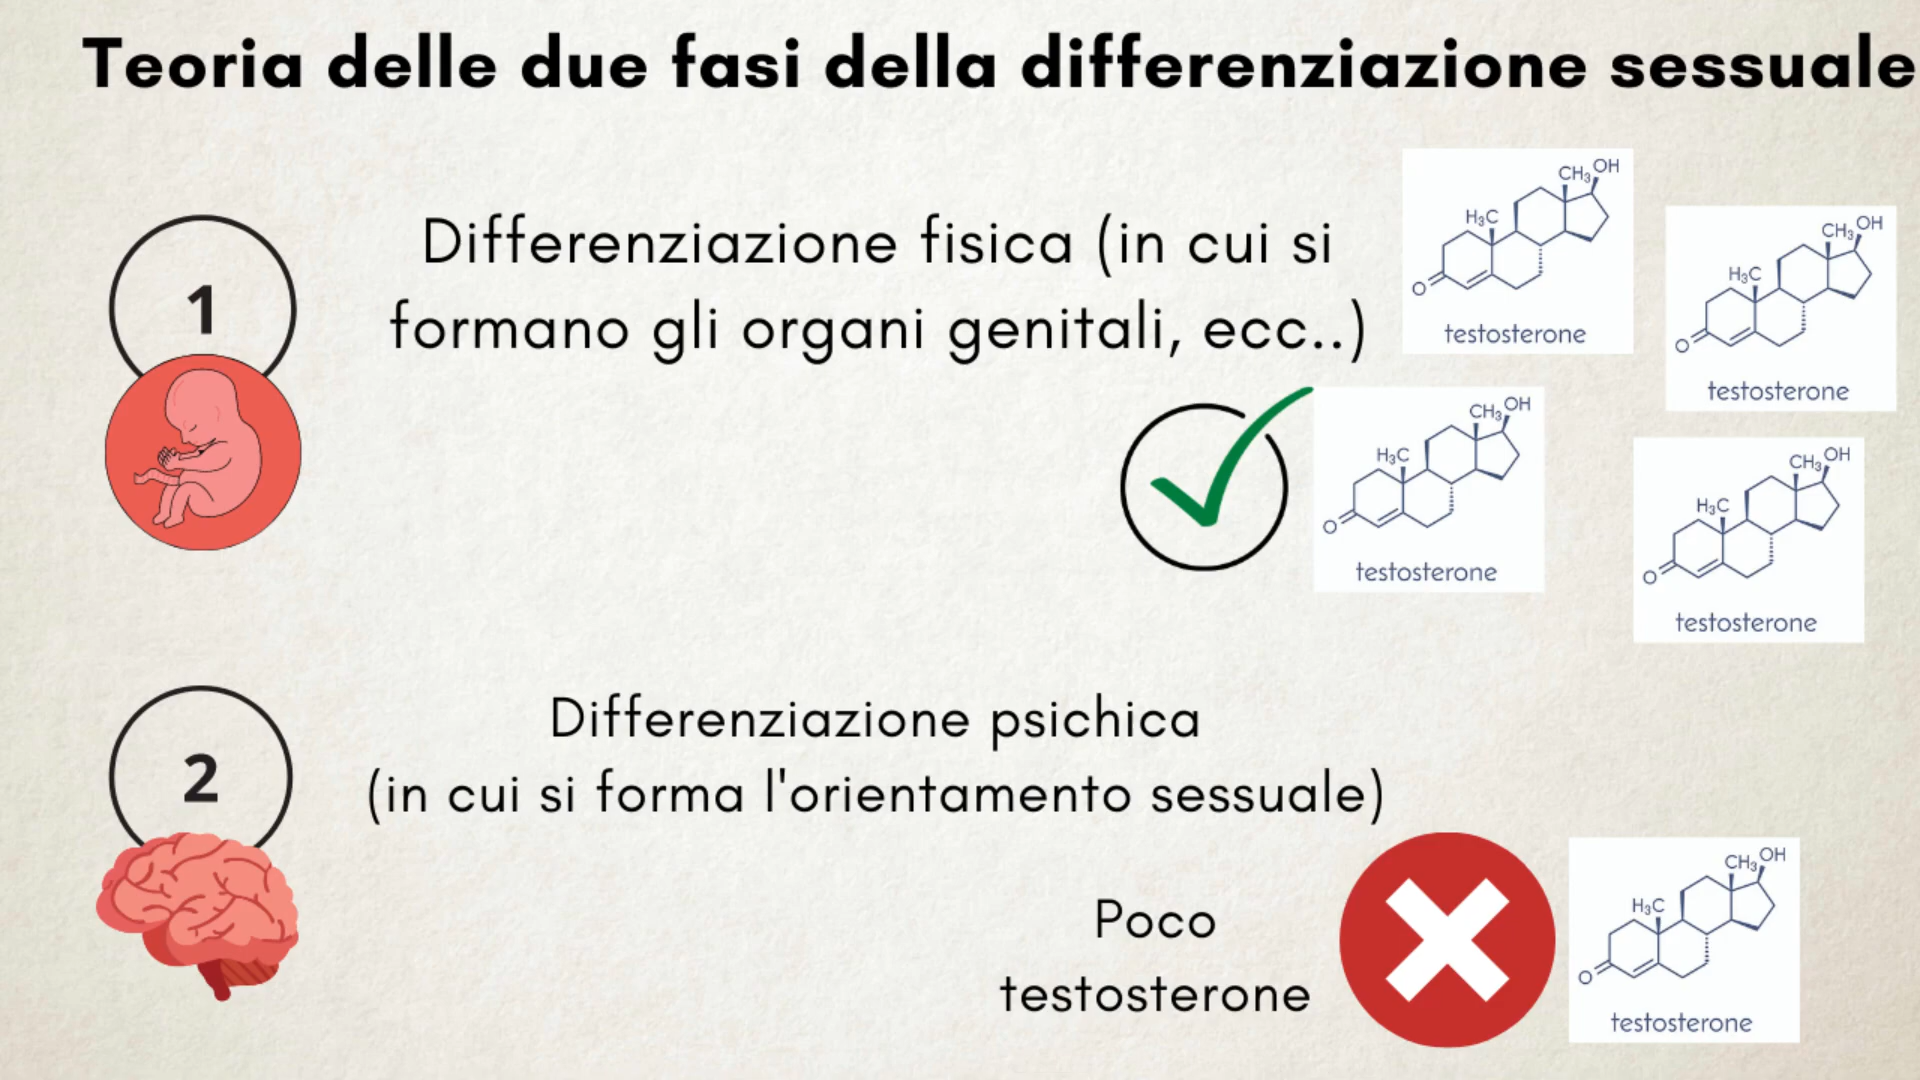 Teoria delle due fasi della differenziazione sessuale
1
Differenziazione fisica (in cui si
formano gli organi genitali, ecc..)
CH₃ OH
H₃C
O
testosterone
CH₃ OH
H₃C
O
testosterone
CH₃ OH
H₃C
O
testosterone
CH₃ OH
H₃C
O
testosterone
2
Differenziazione psichica
(in cui si forma l'orientamento sessuale)
Poco
testosterone
CH₃ OH
H₃C
O
testosterone